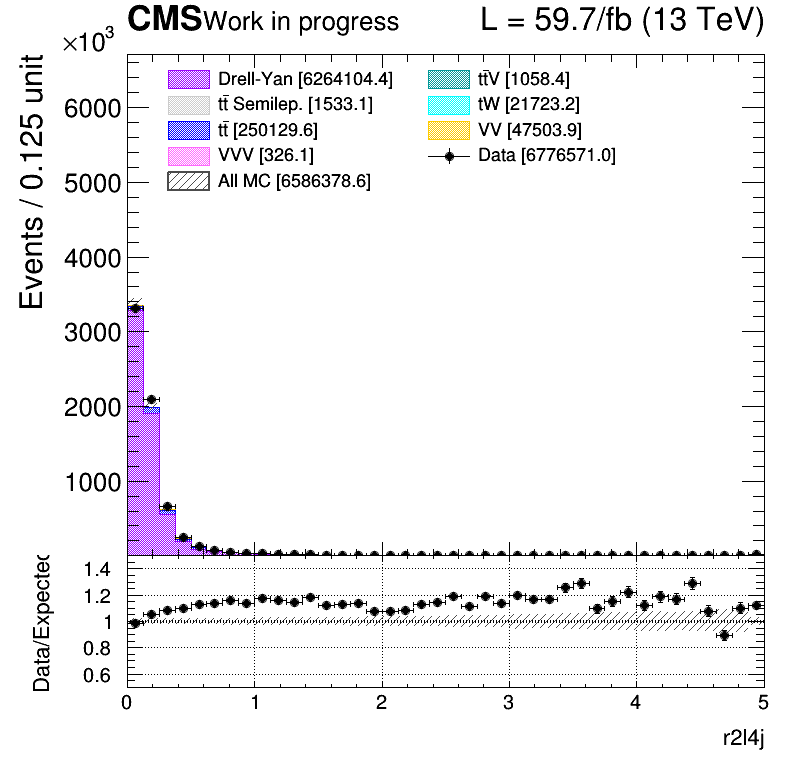 CMS Work in progress L = 59.7/fb (13 TeV)
×10³
Events / 0.125 unit
Drell-Yan [6264104.4]
tt̄ Semilep. [1533.1]
tt̄ [250129.6]
VVV [326.1]
All MC [6586378.6]
tt̄V [1058.4]
tW [21723.2]
VV [47503.9]
Data [6776571.0]
6000
5000
4000
3000
2000
1000
Data/Expected
1.4
1.2
1
0.8
0.6
0 1 2 3 4 5
r2l4j